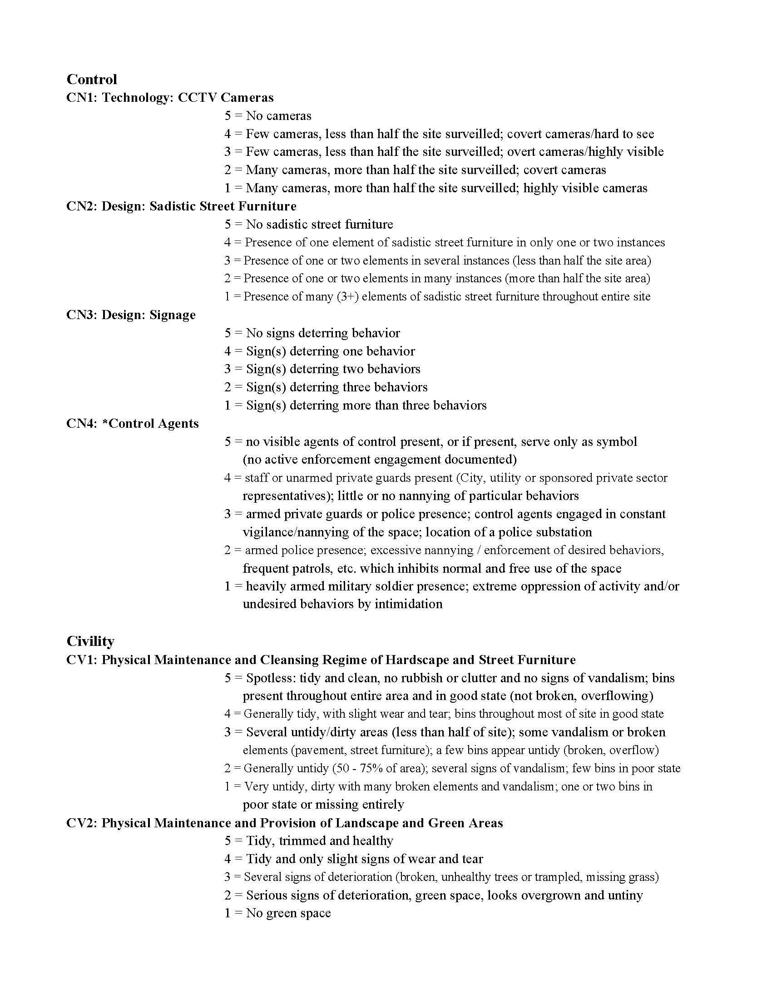 Control
CN1: Technology: CCTV Cameras
5 = No cameras
4 = Few cameras, less than half the site surveilled; covert cameras/hard to see
3 = Few cameras, less than half the site surveilled; overt cameras/highly visible
2 = Many cameras, more than half the site surveilled; covert cameras
1 = Many cameras, more than half the site surveilled; highly visible cameras
CN2: Design: Sadistic Street Furniture
5 = No sadistic street furniture
4 = Presence of one element of sadistic street furniture in only one or two instances
3 = Presence of one or two elements in several instances (less than half the site area)
2 = Presence of one or two elements in many instances (more than half the site area)
1 = Presence of many (3+) elements of sadistic street furniture throughout entire site
CN3: Design: Signage
5 = No signs deterring behavior
4 = Sign(s) deterring one behavior
3 = Sign(s) deterring two behaviors
2 = Sign(s) deterring three behaviors
1 = Sign(s) deterring more than three behaviors
CN4: *Control Agents
5 = no visible agents of control present, or if present, serve only as symbol
(no active enforcement engagement documented)
4 = staff or unarmed private guards present (City, utility or sponsored private sector
representatives); little or no nannying of particular behaviors
3 = armed private guards or police presence; control agents engaged in constant
vigilance/nannying of the space; location of a police substation
2 = armed police presence; excessive nannying / enforcement of desired behaviors,
frequent patrols, etc. which inhibits normal and free use of the space
1 = heavily armed military soldier presence; extreme oppression of activity and/or
undesired behaviors by intimidation
Civility
CV1: Physical Maintenance and Cleansing Regime of Hardscape and Street Furniture
5 = Spotless: tidy and clean, no rubbish or clutter and no signs of vandalism; bins
present throughout entire area and in good state (not broken, overflowing)
4 = Generally tidy, with slight wear and tear; bins throughout most of site in good state
3 = Several untidy/dirty areas (less than half of site); some vandalism or broken
elements (pavement, street furniture); a few bins appear untidy (broken, overflow)
2 = Generally untidy (50 - 75% of area); several signs of vandalism; few bins in poor state
1 = Very untidy, dirty with many broken elements and vandalism; one or two bins in
poor state or missing entirely
CV2: Physical Maintenance and Provision of Landscape and Green Areas
5 = Tidy, trimmed and healthy
4 = Tidy and only slight signs of wear and tear
3 = Several signs of deterioration (broken, unhealthy trees or trampled, missing grass)
2 = Serious signs of deterioration, green space, looks overgrown and untiny
1 = No green space